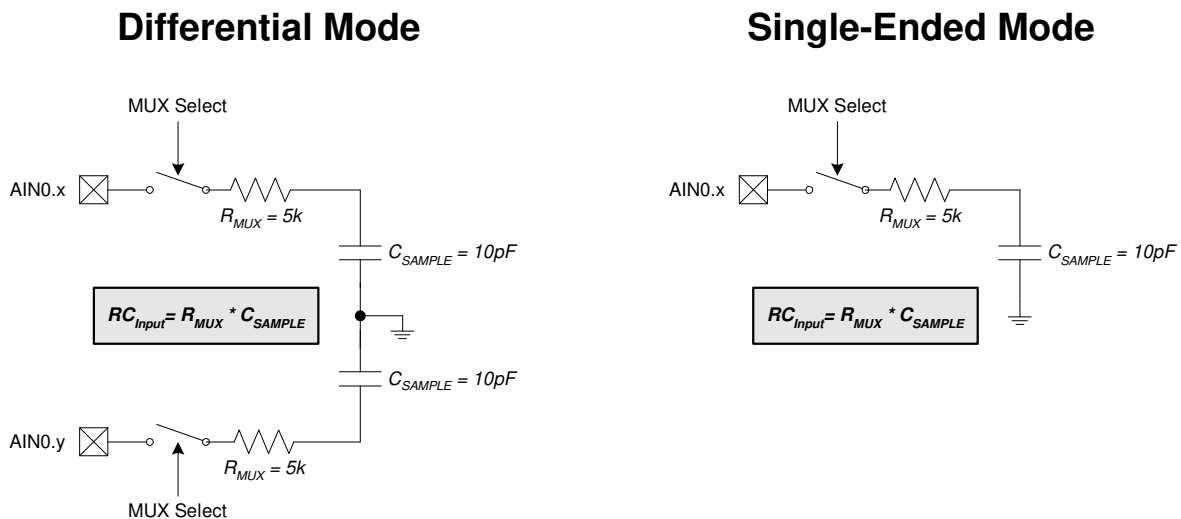 Differential Mode
MUX Select
AIN0.x
R_MUX = 5k
C_SAMPLE = 10pF
RC_Input= R_MUX * C_SAMPLE
C_SAMPLE = 10pF
AIN0.y
R_MUX = 5k
MUX Select
Single-Ended Mode
MUX Select
AIN0.x
R_MUX = 5k
C_SAMPLE = 10pF
RC_Input= R_MUX * C_SAMPLE